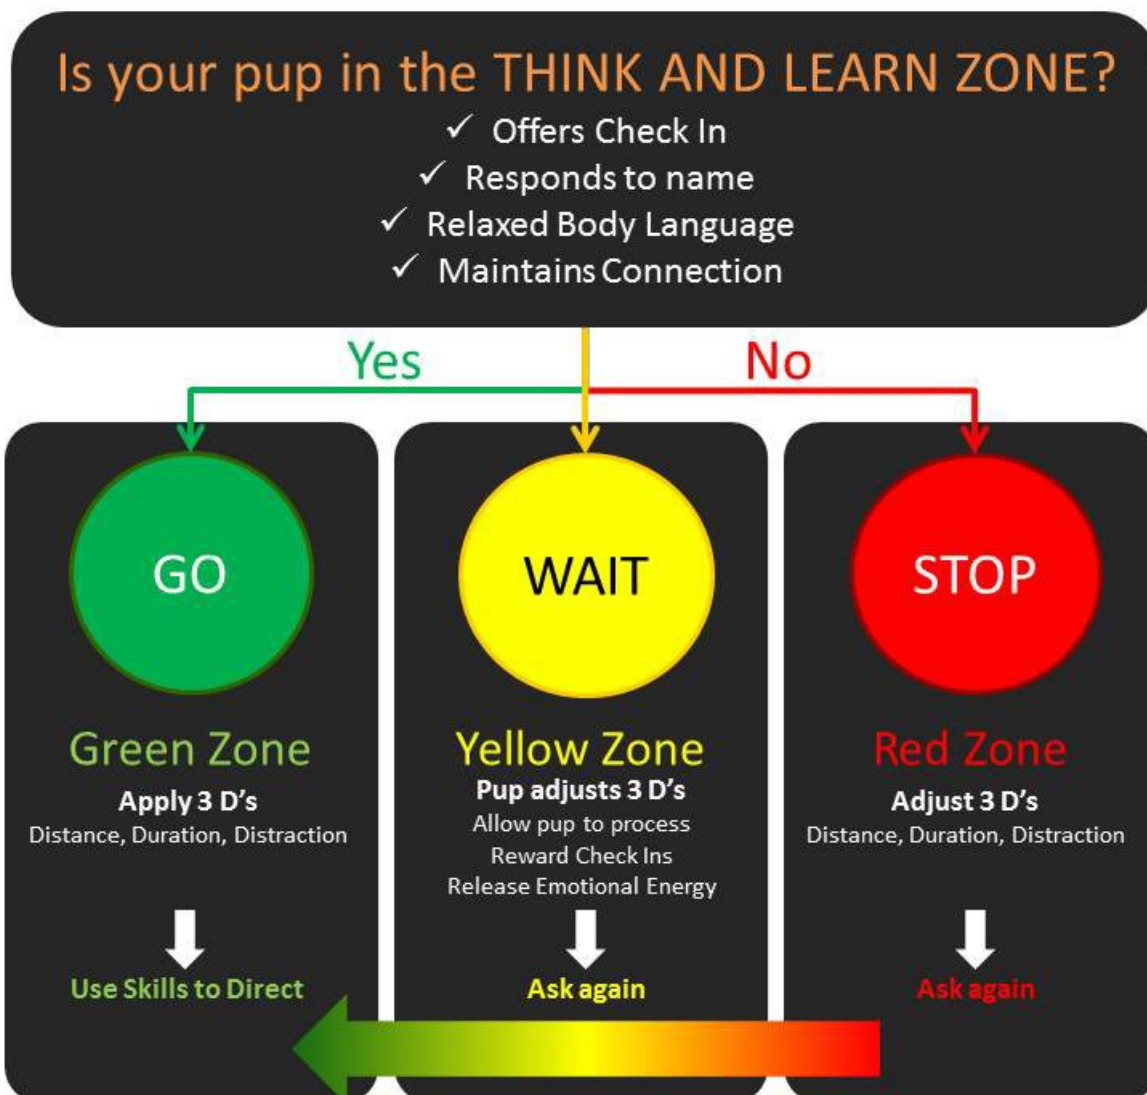 Is your pup in the THINK AND LEARN ZONE?
✓ Offers Check In
✓ Responds to name
✓ Relaxed Body Language
✓ Maintains Connection
Yes
No
GO
Green Zone
Apply 3 D's
Distance, Duration, Distraction
Use Skills to Direct
WAIT
Yellow Zone
Pup adjusts 3 D's
Allow pup to process
Reward Check Ins
Release Emotional Energy
Ask again
STOP
Red Zone
Adjust 3 D's
Distance, Duration, Distraction
Ask again